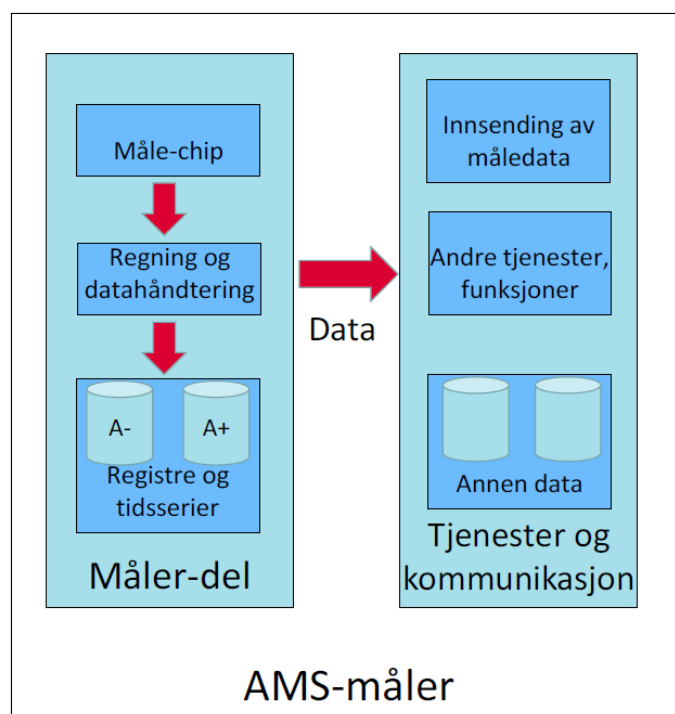 Måle-chip
Regning og
datahåndtering
A-
A+
Registre og
tidsserier
Måler-del
Data
Innsending av
måledata
Andre tjenester,
funksjoner
Annen data
Tjenester og
kommunikasjon
AMS-måler